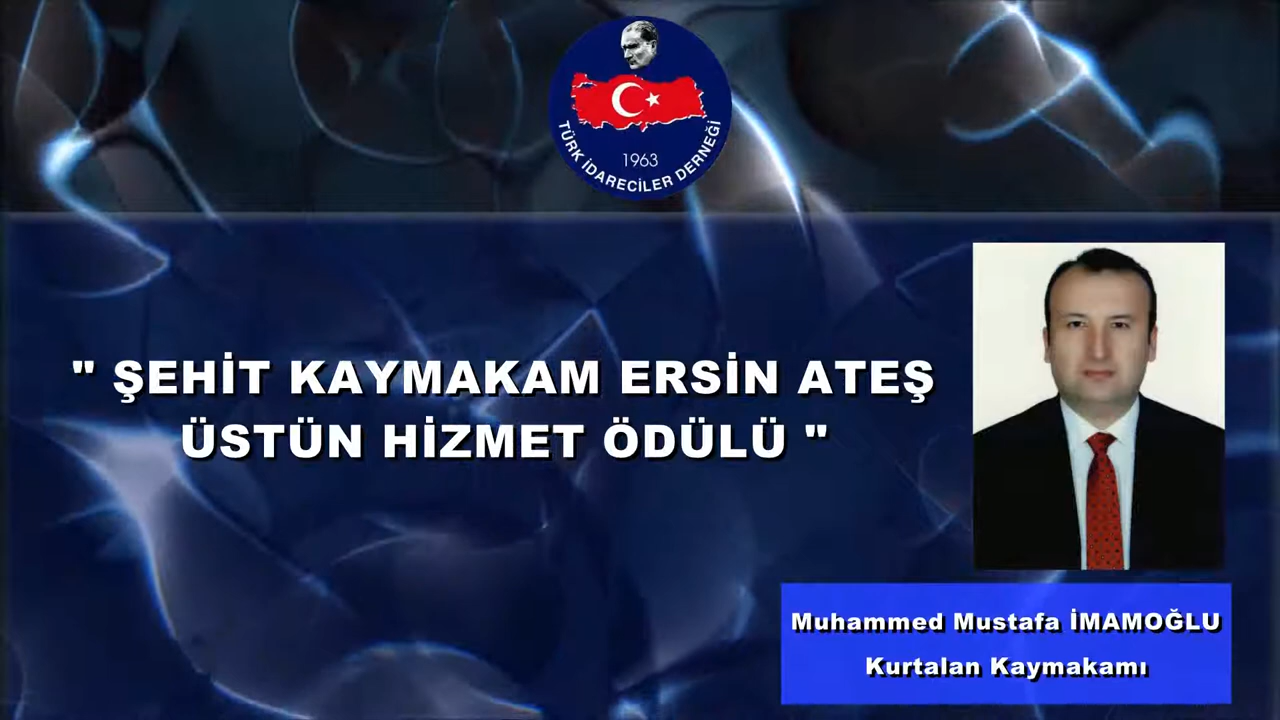 TÜRK İDARECİLER DERNEĞİ
1963
" ŞEHİT KAYMAKAM ERSİN ATEŞ
ÜSTÜN HİZMET ÖDÜLÜ "
Muhammed Mustafa İMAMOĞLU
Kurtalan Kaymakamı